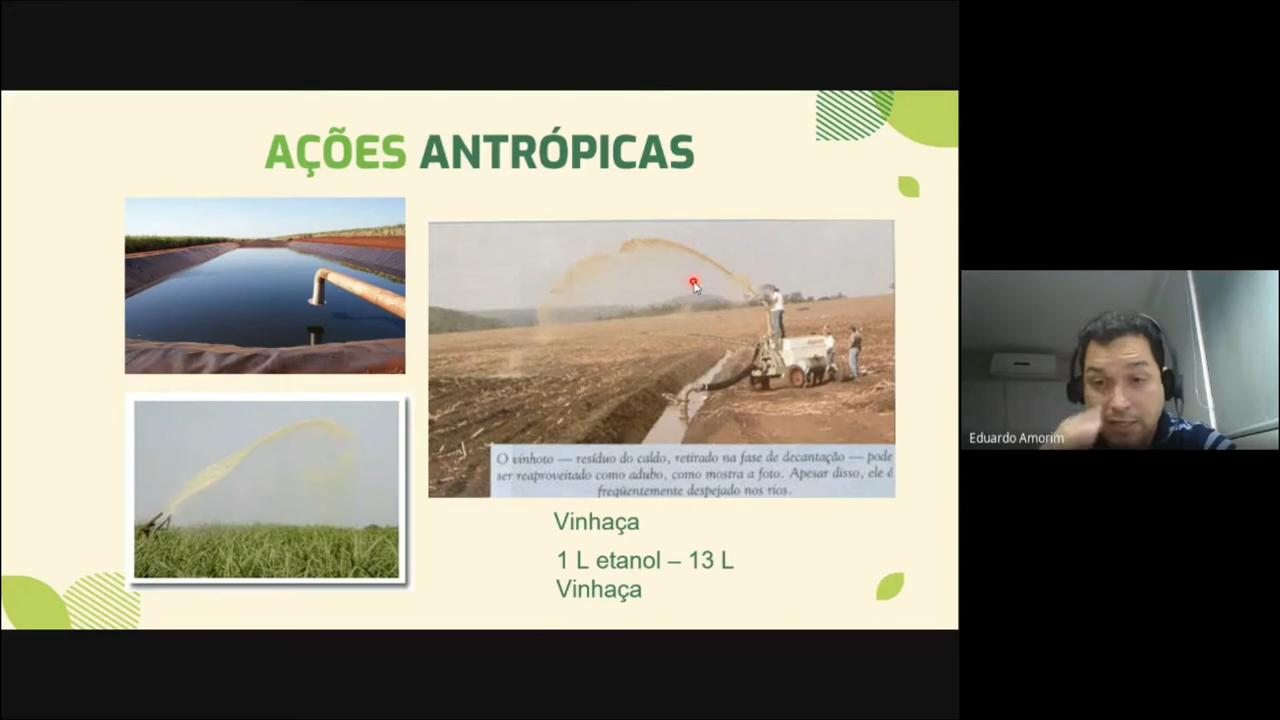 AÇÕES ANTRÓPICAS
O vinhoto — resíduo do caldo, retirado na fase de decantação — pode
ser reaproveitado como adubo, como mostra a foto. Apesar disso, ele é
freqüentemente despejado nos rios.
Vinhaça
1 L etanol – 13 L
Vinhaça
Eduardo Amorim